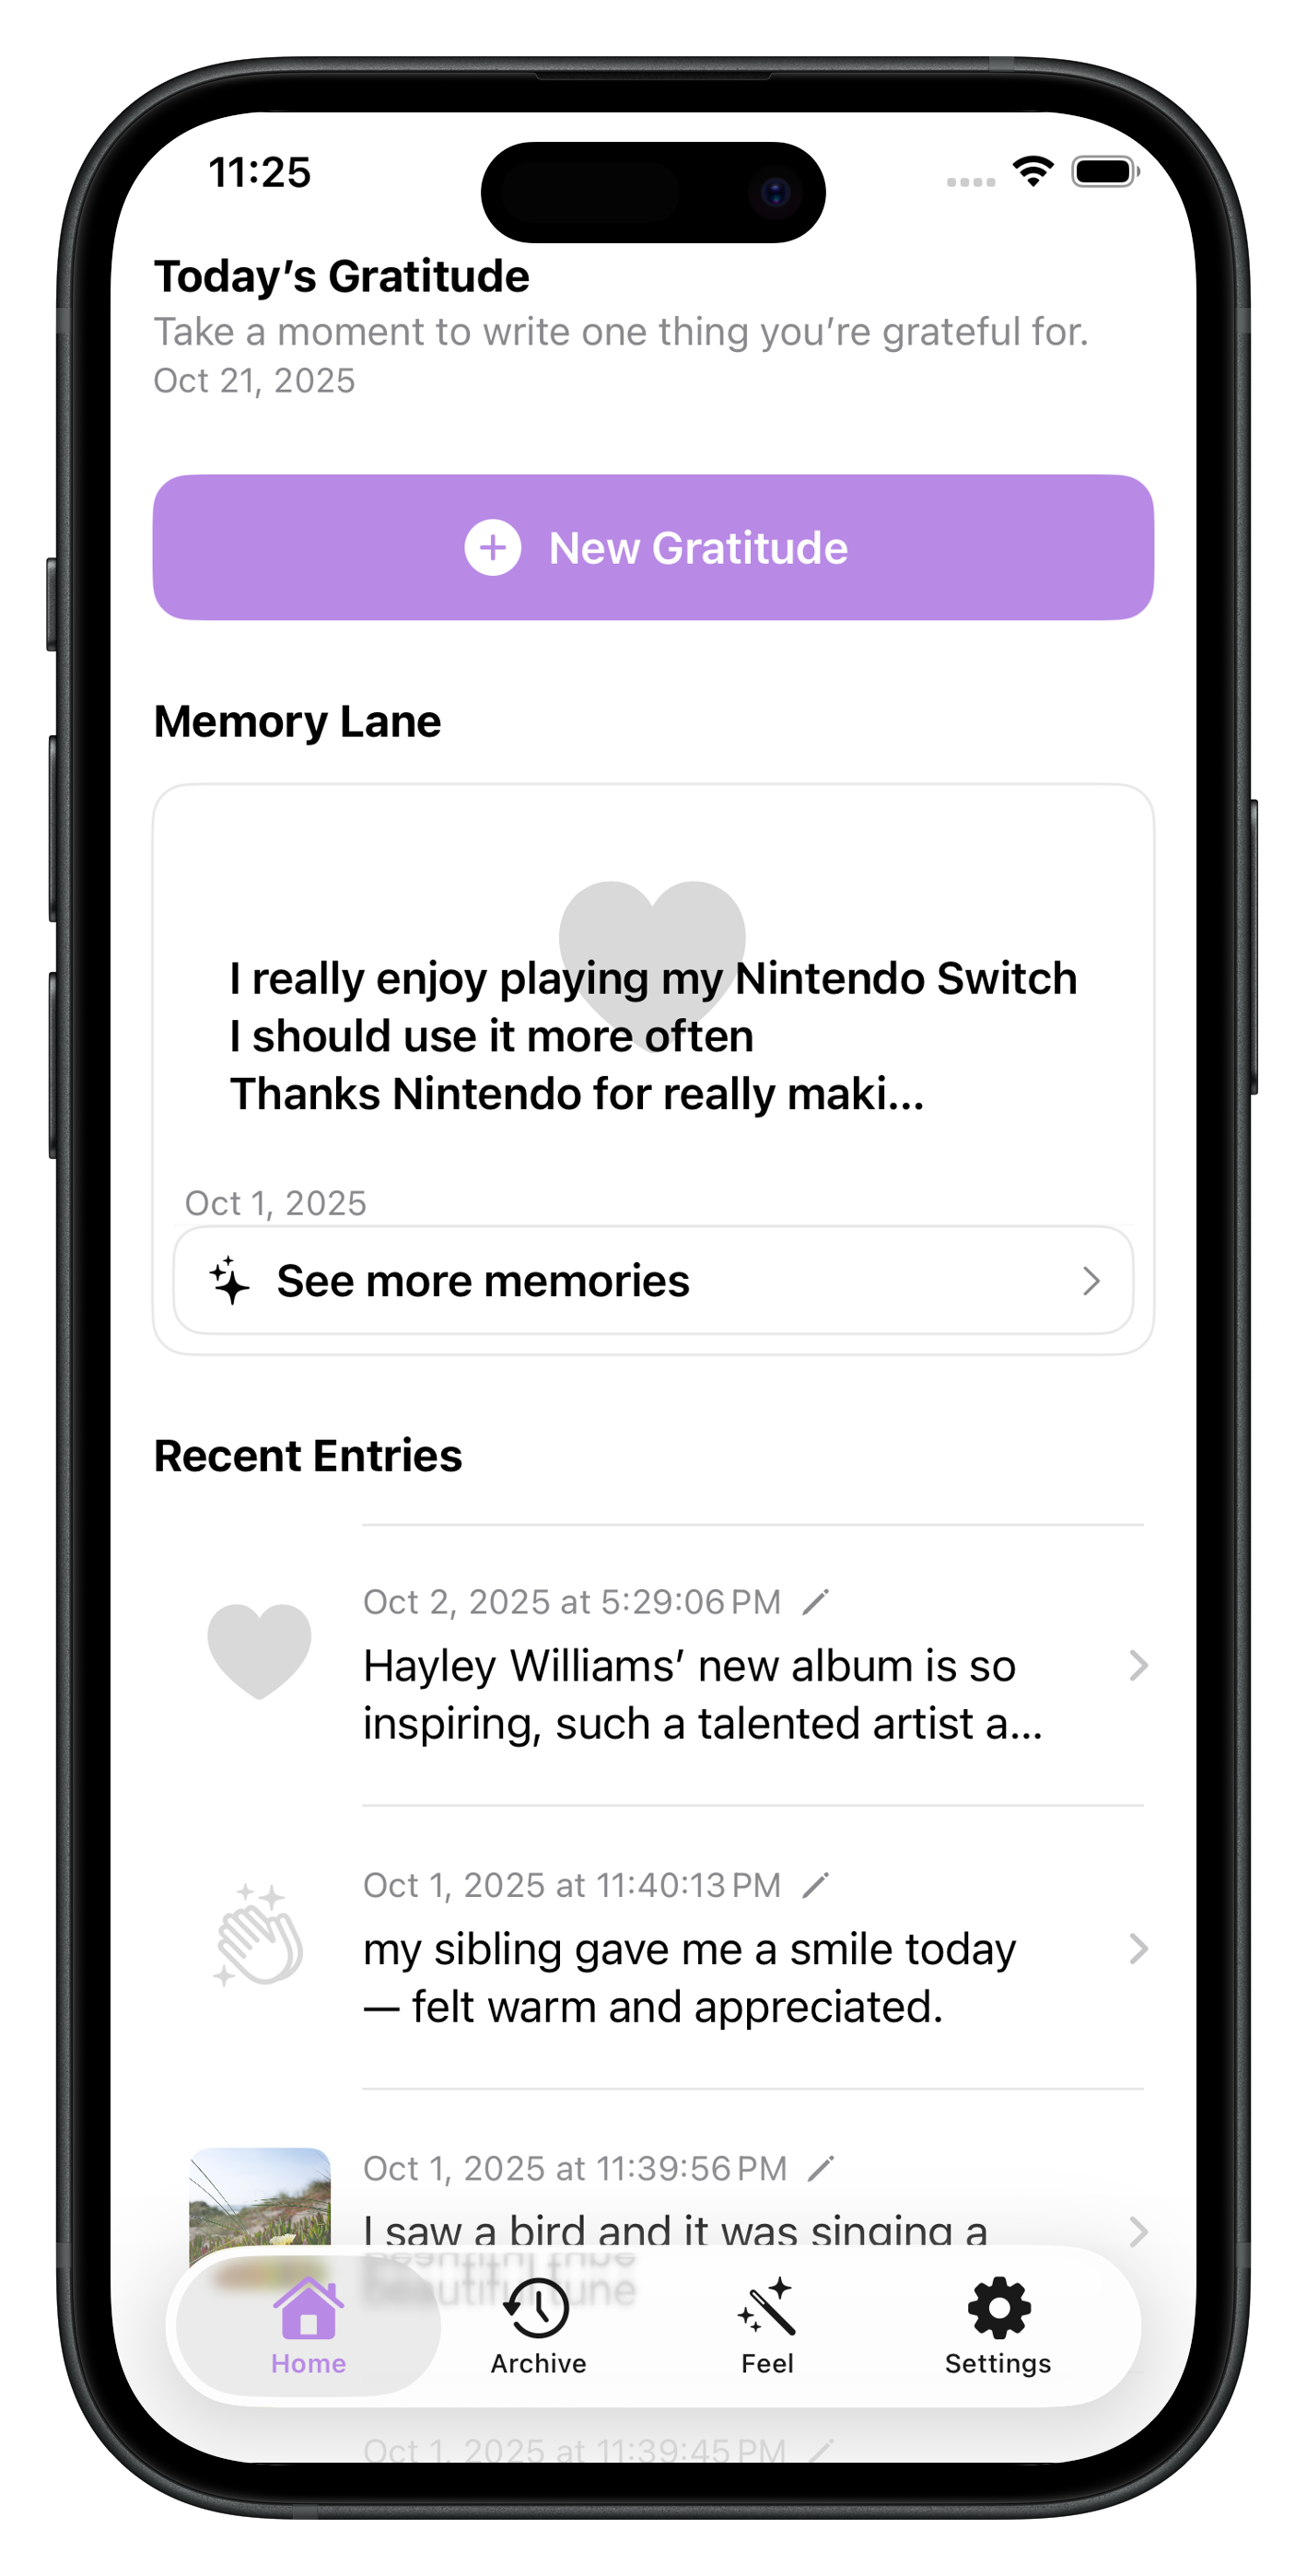 11:25
Today’s Gratitude
Take a moment to write one thing you’re grateful for.
Oct 21, 2025
New Gratitude
Memory Lane
I really enjoy playing my Nintendo Switch
I should use it more often
Thanks Nintendo for really maki...
Oct 1, 2025
See more memories
Recent Entries
Oct 2, 2025 at 5:29:06 PM
Hayley Williams’ new album is so
inspiring, such a talented artist a...
Oct 1, 2025 at 11:40:13 PM
my sibling gave me a smile today
— felt warm and appreciated.
Oct 1, 2025 at 11:39:56 PM
I saw a bird and it was singing a
beautiful tune
Home
Archive
Feel
Settings
Oct 1, 2025 at 11:39:45 PM